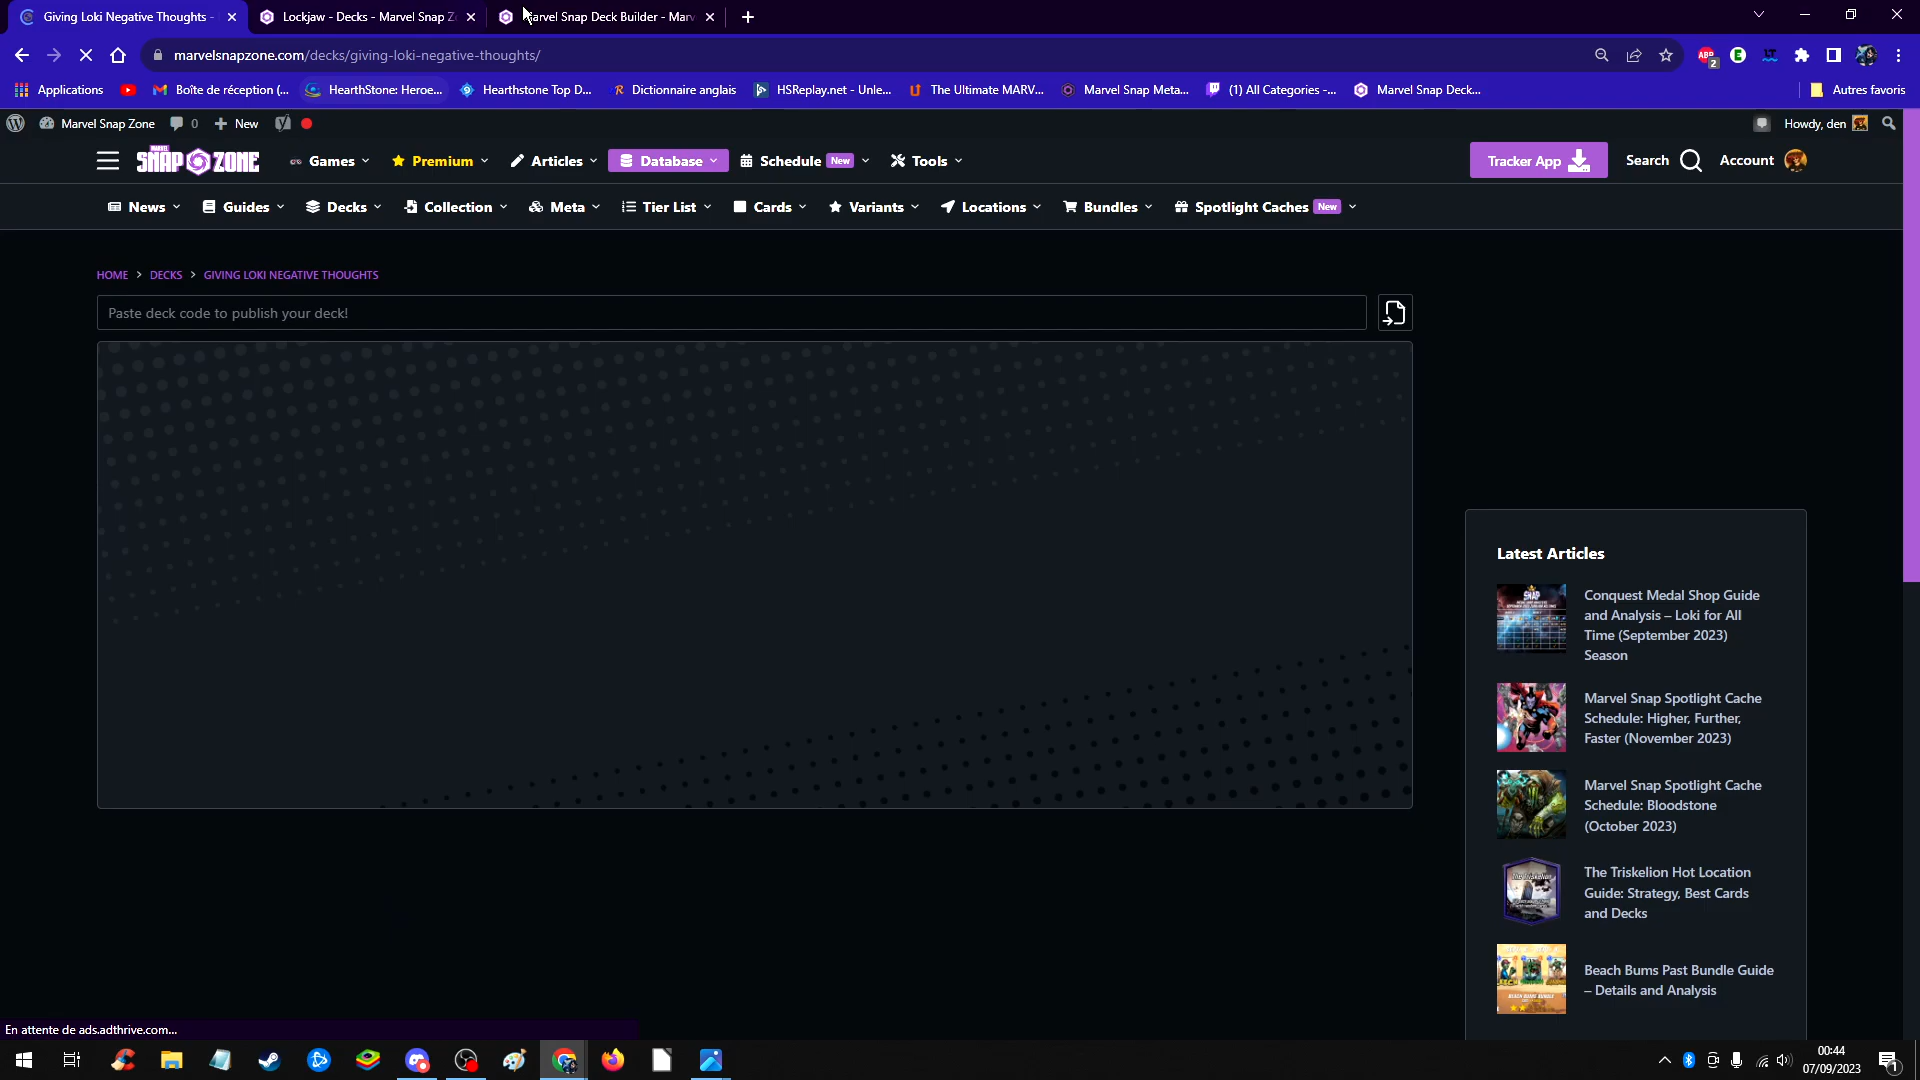 Giving Loki Negative Thoughts -
Lockjaw - Decks - Marvel Snap Z
arvel Snap Deck Builder - Mar
marvelsnapzone.com/decks/giving-loki-negative-thoughts/
ABP
2
E
LT
Applications
Boîte de réception (...
HearthStone: Heroe...
Hearthstone Top D...
Dictionnaire anglais
HSReplay.net - Unle...
The Ultimate MARV...
Marvel Snap Meta...
(1) All Categories -...
Marvel Snap Deck...
Autres favoris
Marvel Snap Zone
0
New
Howdy, den
MARVEL
SNAP ZONE
Games
Premium
Articles
Database
Schedule New
Tools
Tracker App
Search
Account
News
Guides
Decks
Collection
Meta
Tier List
Cards
Variants
Locations
Bundles
Spotlight Caches New
HOME > DECKS > GIVING LOKI NEGATIVE THOUGHTS
Paste deck code to publish your deck!
Latest Articles
Conquest Medal Shop Guide
and Analysis – Loki for All
Time (September 2023)
Season
Marvel Snap Spotlight Cache
Schedule: Higher, Further,
Faster (November 2023)
Marvel Snap Spotlight Cache
Schedule: Bloodstone
(October 2023)
The Triskelion Hot Location
Guide: Strategy, Best Cards
and Decks
Beach Bums Past Bundle Guide
– Details and Analysis
En attente de ads.adthrive.com...
00:44
07/09/2023
1